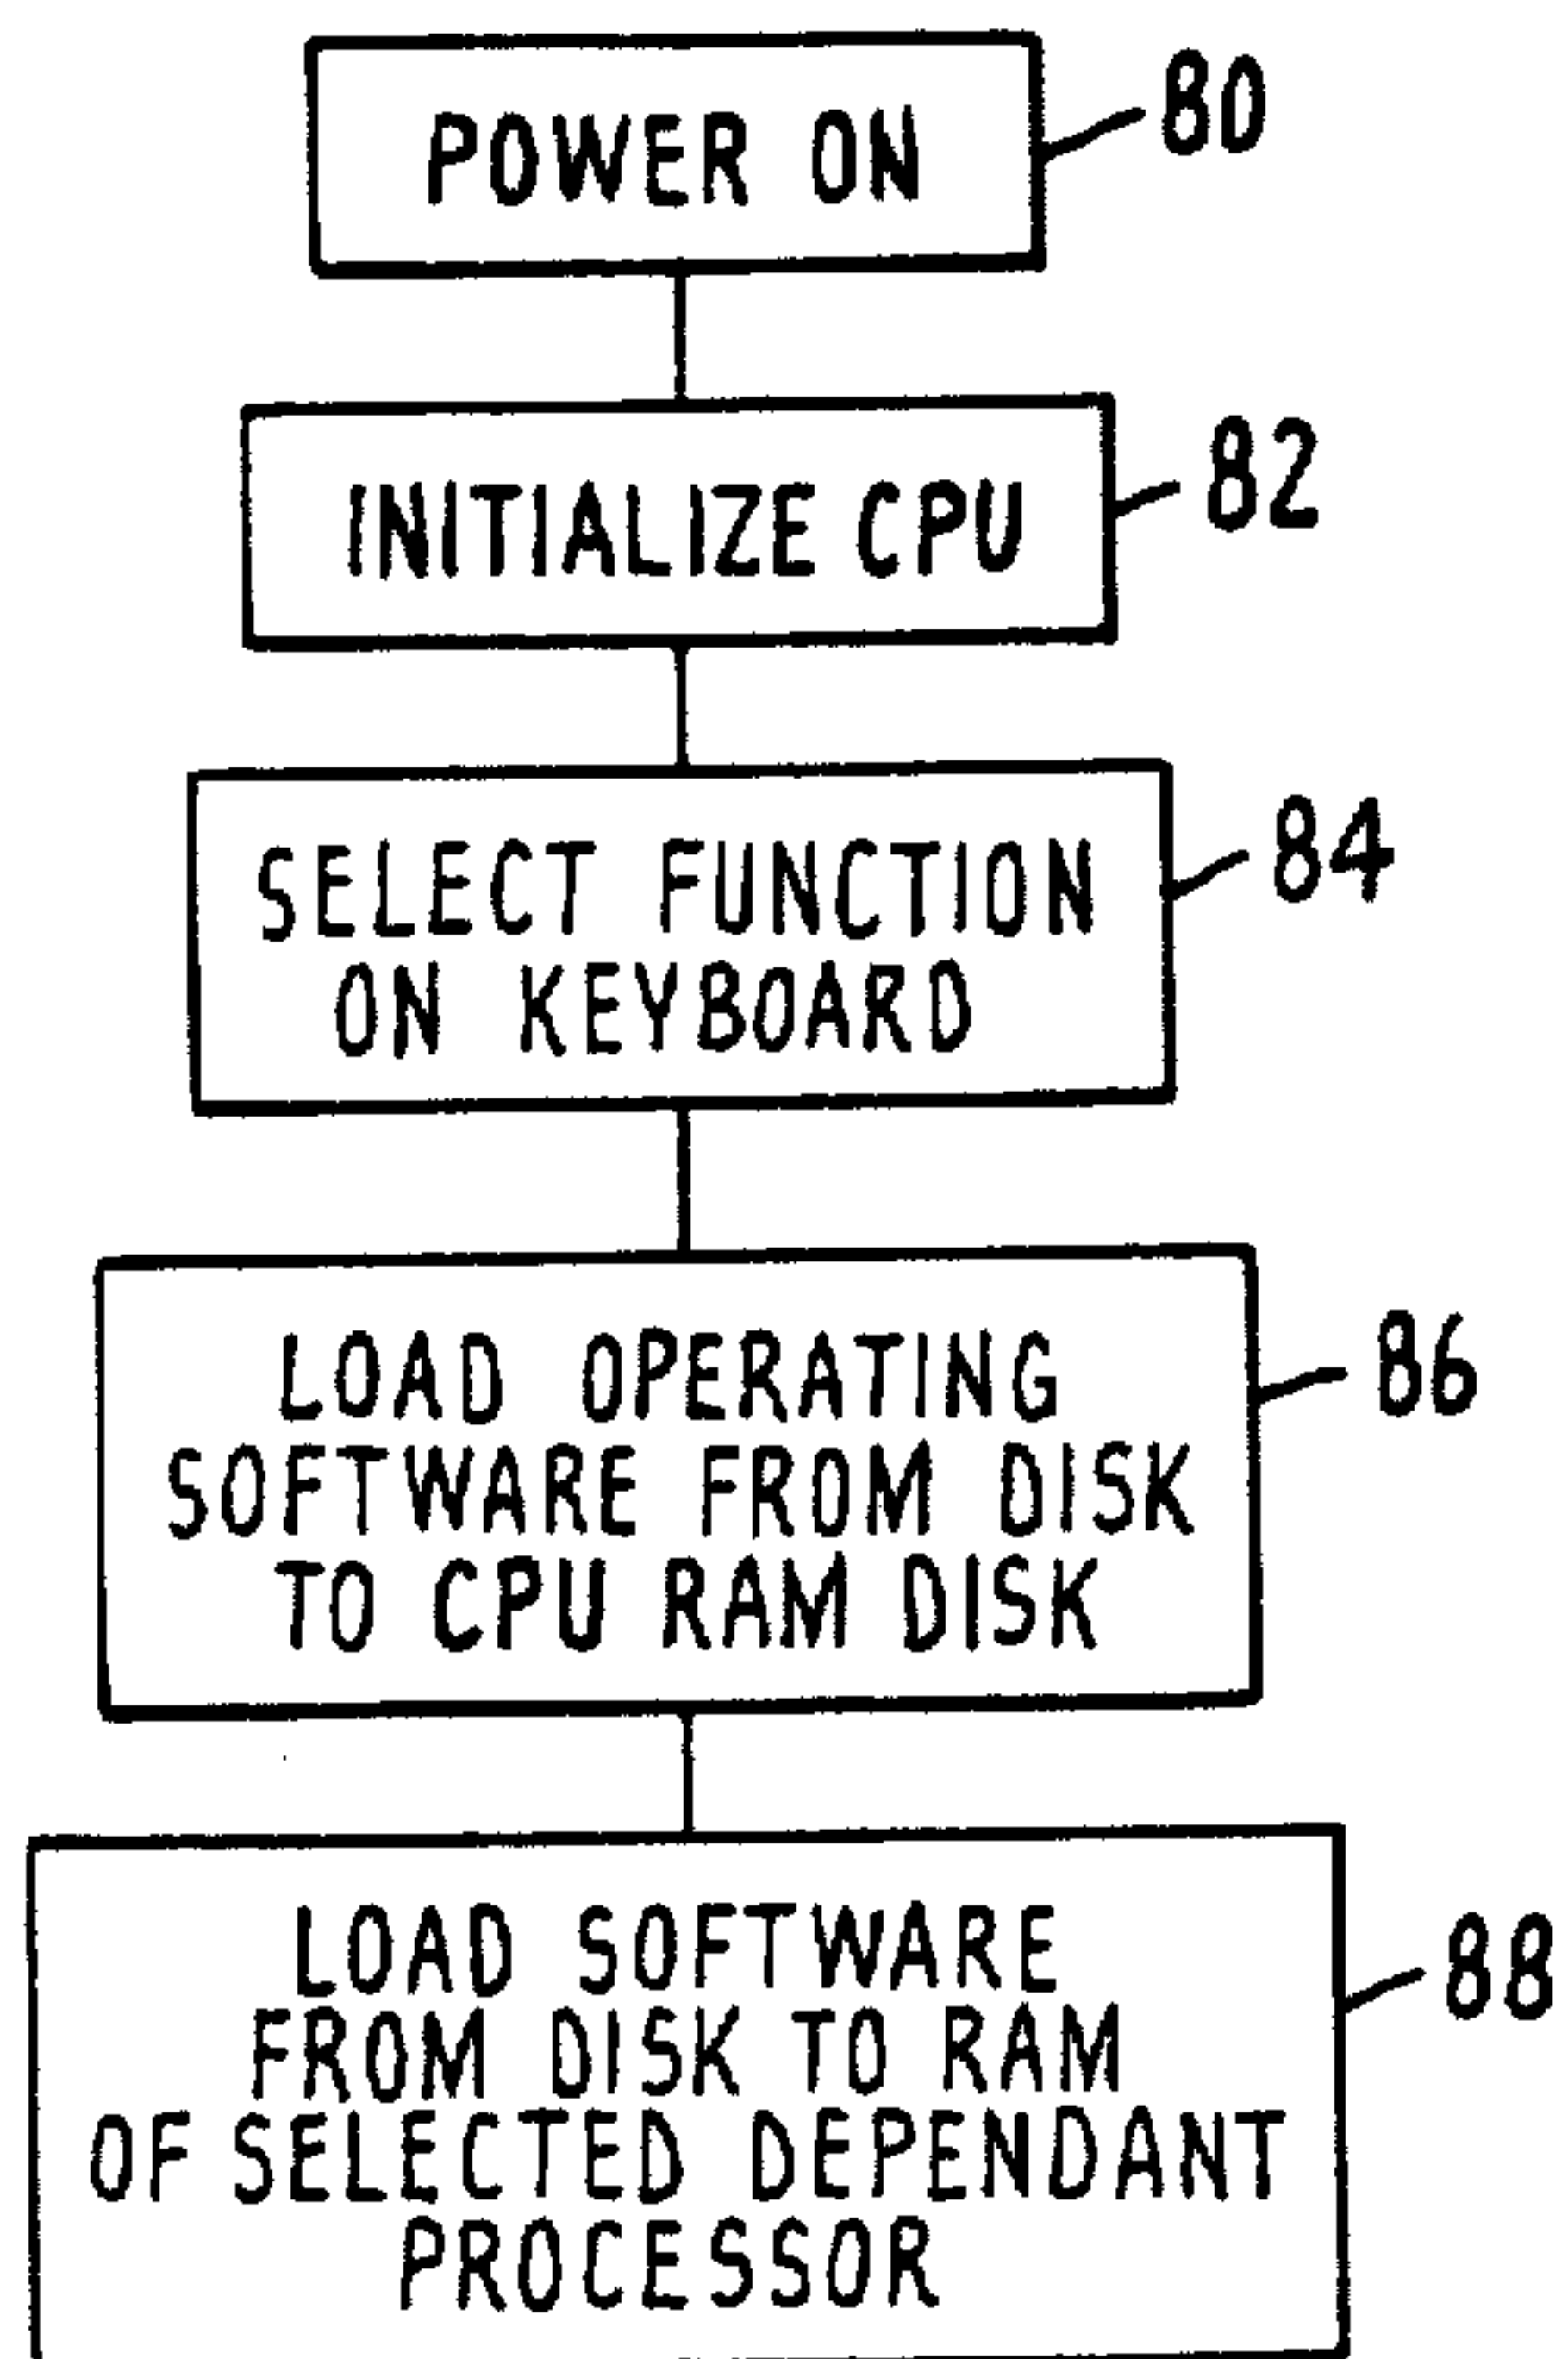 POWER ON
80
INITIALIZE CPU
82
SELECT FUNCTION
ON KEYBOARD
84
LOAD OPERATING
SOFTWARE FROM DISK
TO CPU RAM DISK
86
LOAD SOFTWARE
FROM DISK TO RAM
OF SELECTED DEPENDANT
PROCESSOR
88